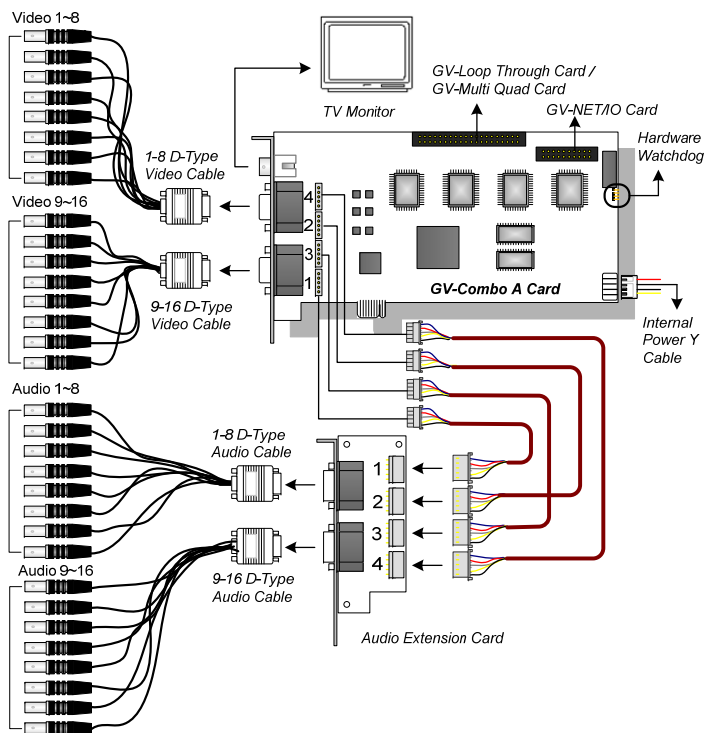 Video 1~8
TV Monitor
GV-Loop Through Card /
GV-Multi Quad Card
GV-NET/IO Card
Hardware
Watchdog
1-8 D-Type
Video Cable
Video 9~16
4
2
3
1
9-16 D-Type
Video Cable
GV-Combo A Card
Internal
Power Y
Cable
Audio 1~8
1-8 D-Type
Audio Cable
1
2
3
4
Audio 9~16
9-16 D-Type
Audio Cable
Audio Extension Card